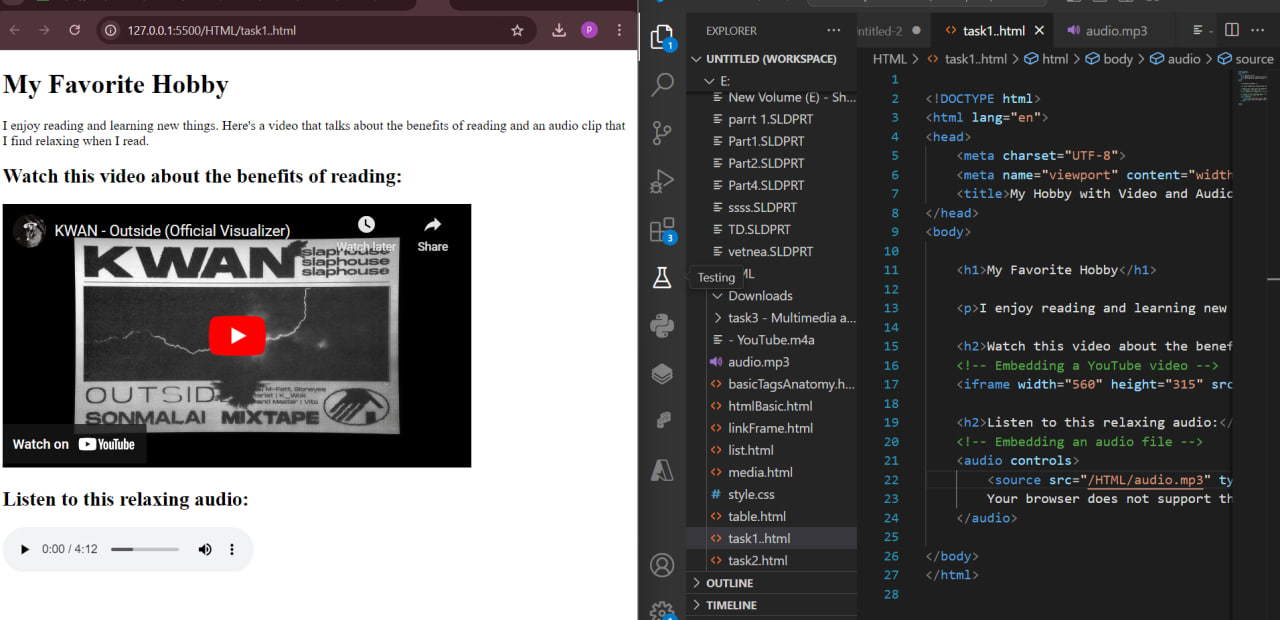 127.0.0.1:5500/HTML/task1..html
P
My Favorite Hobby
I enjoy reading and learning new things. Here's a video that talks about the benefits of reading and an audio clip that
I find relaxing when I read.
Watch this video about the benefits of reading:
KWAN - Outside (Official Visualizer)
Watch later
Share
KWAN
slaphouse
slaphouse
slaphouse
OUTSID
M-Fatt, Stoneyes
erist | K_Wok
and Master | Vito
SONMALAI MIXTAPE
Watch on YouTube
Listen to this relaxing audio:
0:00 / 4:12
1
3
Testing
EXPLORER
UNTITLED (WORKSPACE)
E:
New Volume (E) - Sh...
parrt 1.SLDPRT
Part1.SLDPRT
Part2.SLDPRT
Part4.SLDPRT
ssss.SLDPRT
TD.SLDPRT
vetnea.SLDPRT
ML
Downloads
task3 - Multimedia a...
- YouTube.m4a
audio.mp3
basicTagsAnatomy.h...
htmlBasic.html
linkFrame.html
list.html
media.html
style.css
table.html
task1..html
task2.html
OUTLINE
TIMELINE
ntitled-2
task1..html
audio.mp3
HTML > task1..html > html > body > audio > source
1
2 <!DOCTYPE html>
3 <html lang="en">
4 <head>
5 <meta charset="UTF-8">
6 <meta name="viewport" content="width
7 <title>My Hobby with Video and Audio
8 </head>
9 <body>
10
11 <h1>My Favorite Hobby</h1>
12
13 <p>I enjoy reading and learning new
14
15 <h2>Watch this video about the benef
16 <!-- Embedding a YouTube video -->
17 <iframe width="560" height="315" src
18
19 <h2>Listen to this relaxing audio:</
20 <!-- Embedding an audio file -->
21 <audio controls>
22 <source src="/HTML/audio.mp3" ty
23 Your browser does not support th
24 </audio>
25
26 </body>
27 </html>
28